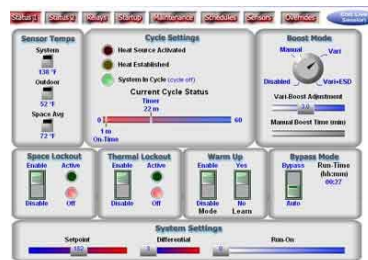 Status 1 Status 2 Relays Startup Maintenance Schedules Sensors Overrides
Sensor Temps
System
138 °F
Outdoor
52 °F
Space Avg
72 °F
Cycle Settings
Heat Source Activated
Heat Established
System In Cycle (cycle off)
Current Cycle Status
Timer
22 m
0
60
1 m
On-Time
Boost Mode
Manual
Vari
Disabled
Vari+ESD
Vari-Boost Adjustment
Manual Boost Time (min)
Space Lockout
Enable Active
Disable Off
Thermal Lockout
Enable Active
Disable Off
Warm Up
Enable Yes
Disable No
Mode Learn
Bypass Mode
Bypass Run-Time
(hh:mm)
00:27
Auto
System Settings
Setpoint Differential Run-On